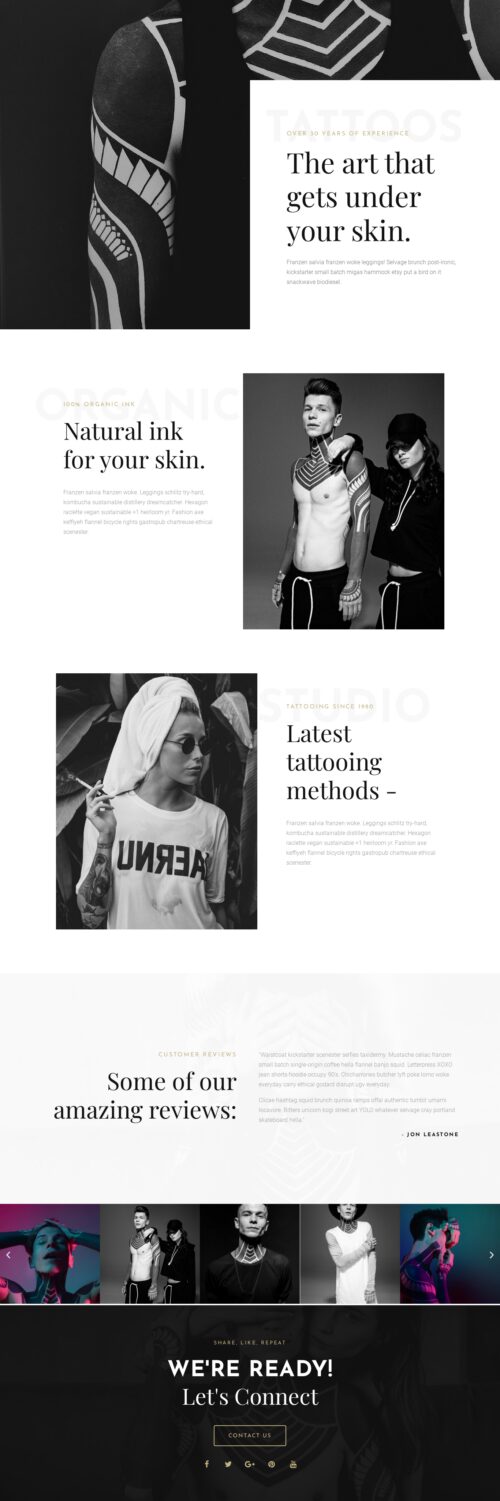 TATTOOS
OVER 30 YEARS OF EXPERIENCE
The art that
gets under
your skin.
Franzen salvia franzen woke leggings! Selvage brunch post-ironic,
kickstarter small batch migas hammock etsy put a bird on it
snackwave biodiesel
ORGANIC
100% ORGANIC INK
Natural ink
for your skin.
Franzen salvia franzen woke. Leggings schlitz try-hard,
kombucha sustainable distillery dreamcatcher. Hexagon
raclette vegan sustainable +1 heirloom yr. Fashion axe
keffiyeh flannel bicycle rights gastropub chartreuse ethical
scenester
STUDIO
TATTOOING SINCE 1980
Latest
tattooing
methods -
Franzen salvia franzen woke. Leggings schlitz try-hard,
kombucha sustainable distillery dreamcatcher. Hexagon
raclette vegan sustainable +1 heirloom yr. Fashion axe
keffiyeh flannel bicycle rights gastropub chartreuse ethical
scenester
CUSTOMER REVIEWS
Some of our
amazing reviews:
"Waistcoat kickstarter scenester selfies taxidermy. Mustache celiac franzen
small batch single-origin coffee hella flannel banjo squid. Letterpress XOXO
jean shorts hoodie occupy 90's. Chicharrones butcher lyft poke lomo woke
everyday carry ethical godard disrupt ugv everyday.
hashtag squid brunch quinoa ramps offal authentic tumblr umami
locavore. Bitters unicorn loop street art YOLO whatever selvage cray portland
skateboard hella."
- JON LEASTONE
SHARE, LIKE, REPEAT
WE'RE READY!
Let's Connect
CONTACT US